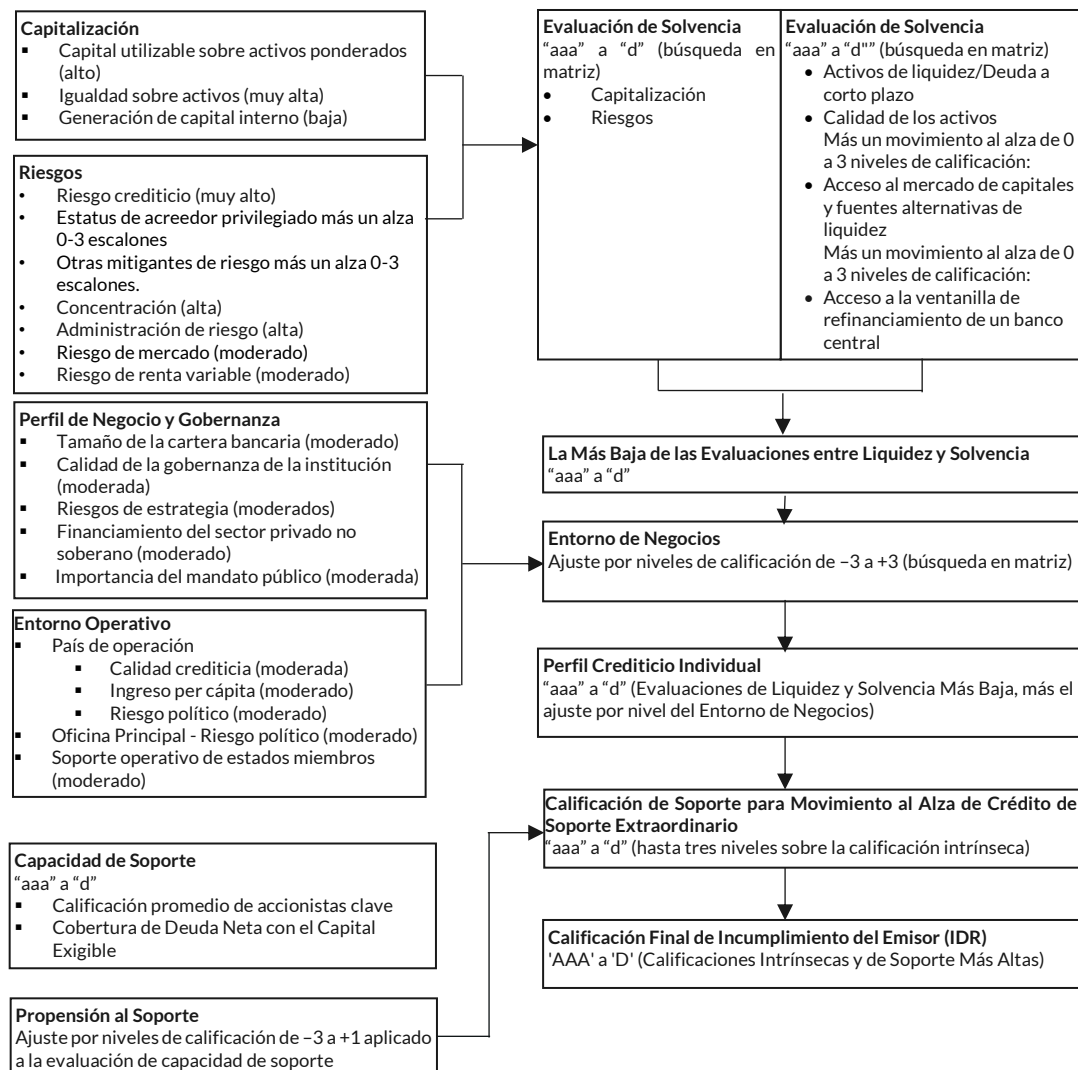 Capitalización
▪ Capital utilizable sobre activos ponderados
(alto)
▪ Igualdad sobre activos (muy alta)
▪ Generación de capital interno (baja)
Riesgos
• Riesgo crediticio (muy alto)
• Estatus de acreedor privilegiado más un alza
0-3 escalones
• Otras mitigantes de riesgo más un alza 0-3
escalones.
• Concentración (alta)
• Administración de riesgo (alta)
• Riesgo de mercado (moderado)
• Riesgo de renta variable (moderado)
Perfil de Negocio y Gobernanza
▪ Tamaño de la cartera bancaria (moderado)
▪ Calidad de la gobernanza de la institución
(moderada)
▪ Riesgos de estrategia (moderados)
▪ Financiamiento del sector privado no
soberano (moderado)
▪ Importancia del mandato público (moderada)
Entorno Operativo
▪ País de operación
▪ Calidad crediticia (moderada)
▪ Ingreso per cápita (moderado)
▪ Riesgo político (moderado)
▪ Oficina Principal - Riesgo político (moderado)
▪ Soporte operativo de estados miembros
(moderado)
Capacidad de Soporte
“aaa” a “d”
▪ Calificación promedio de accionistas clave
▪ Cobertura de Deuda Neta con el Capital
Exigible
Propensión al Soporte
Ajuste por niveles de calificación de –3 a +1 aplicado
a la evaluación de capacidad de soporte
Evaluación de Solvencia
“aaa” a “d” (búsqueda en
matriz)
• Capitalización
• Riesgos
Evaluación de Solvencia
“aaa” a “d"” (búsqueda en matriz)
• Activos de liquidez/Deuda a
corto plazo
• Calidad de los activos
Más un movimiento al alza de 0
a 3 niveles de calificación:
• Acceso al mercado de capitales
y fuentes alternativas de
liquidez
Más un movimiento al alza de 0
a 3 niveles de calificación:
• Acceso a la ventanilla de
refinanciamiento de un banco
central
La Más Baja de las Evaluaciones entre Liquidez y Solvencia
“aaa” a “d”
Entorno de Negocios
Ajuste por niveles de calificación de –3 a +3 (búsqueda en matriz)
Perfil Crediticio Individual
“aaa” a “d” (Evaluaciones de Liquidez y Solvencia Más Baja, más el
ajuste por nivel del Entorno de Negocios)
Calificación de Soporte para Movimiento al Alza de Crédito de
Soporte Extraordinario
“aaa” a “d” (hasta tres niveles sobre la calificación intrínseca)
Calificación Final de Incumplimiento del Emisor (IDR)
'AAA' a 'D' (Calificaciones Intrínsecas y de Soporte Más Altas)